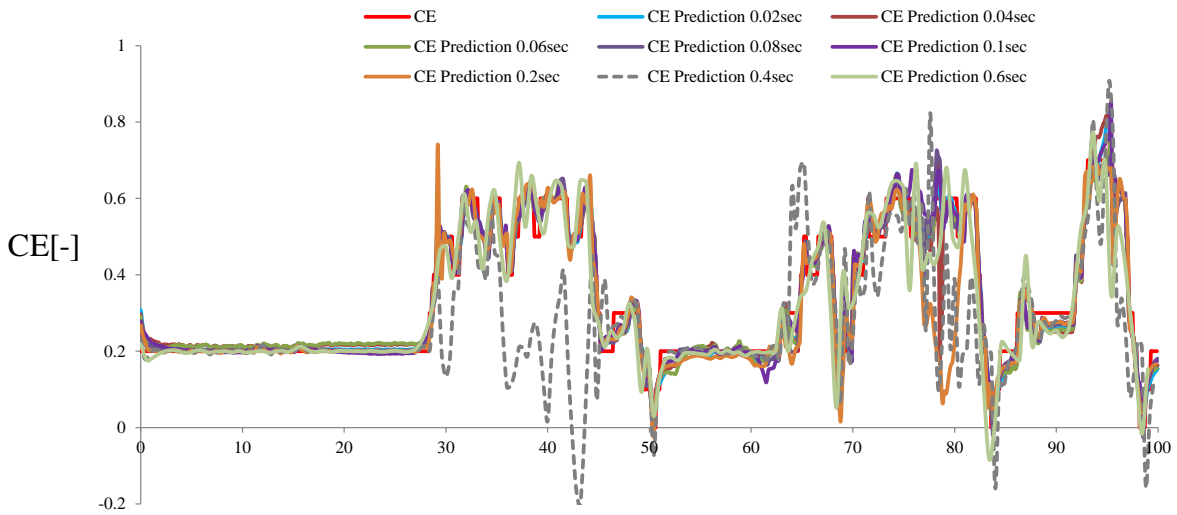 CE CE Prediction 0.02sec CE Prediction 0.04sec
CE Prediction 0.06sec CE Prediction 0.08sec CE Prediction 0.1sec
CE Prediction 0.2sec CE Prediction 0.4sec CE Prediction 0.6sec
1
0.8
0.6
CE[-]
0.4
0.2
0
-0.2
0 10 20 30 40 50 60 70 80 90 100